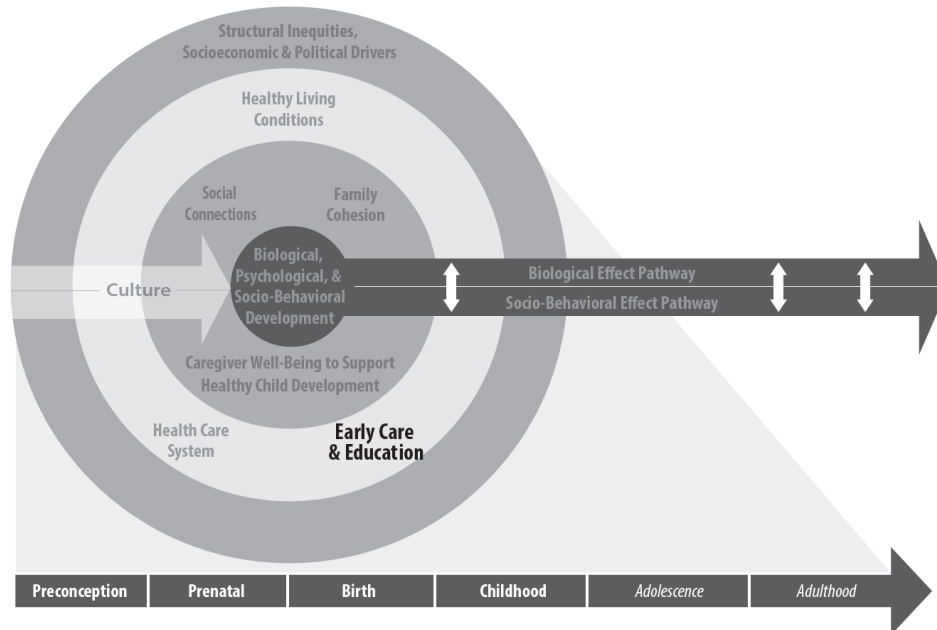 Structural Inequities,
Socioeconomic & Political Drivers
Healthy Living
Conditions
Social
Connections
Family
Cohesion
Culture
Biological,
Psychological, &
Socio-Behavioral
Development
Biological Effect Pathway
Socio-Behavioral Effect Pathway
Caregiver Well-Being to Support
Healthy Child Development
Health Care
System
Early Care
& Education
Preconception
Prenatal
Birth
Childhood
Adolescence
Adulthood